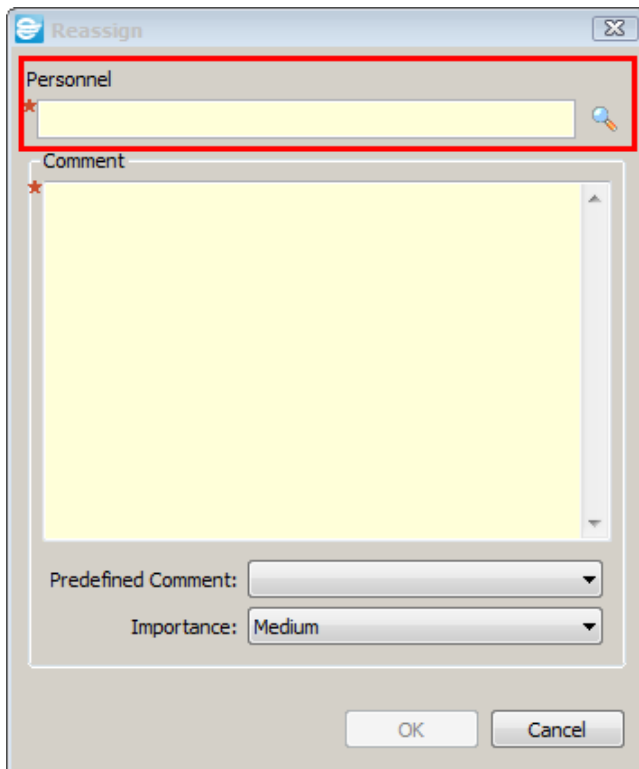 Reassign
Personnel
Comment
Predefined Comment:
Importance: Medium
OK Cancel